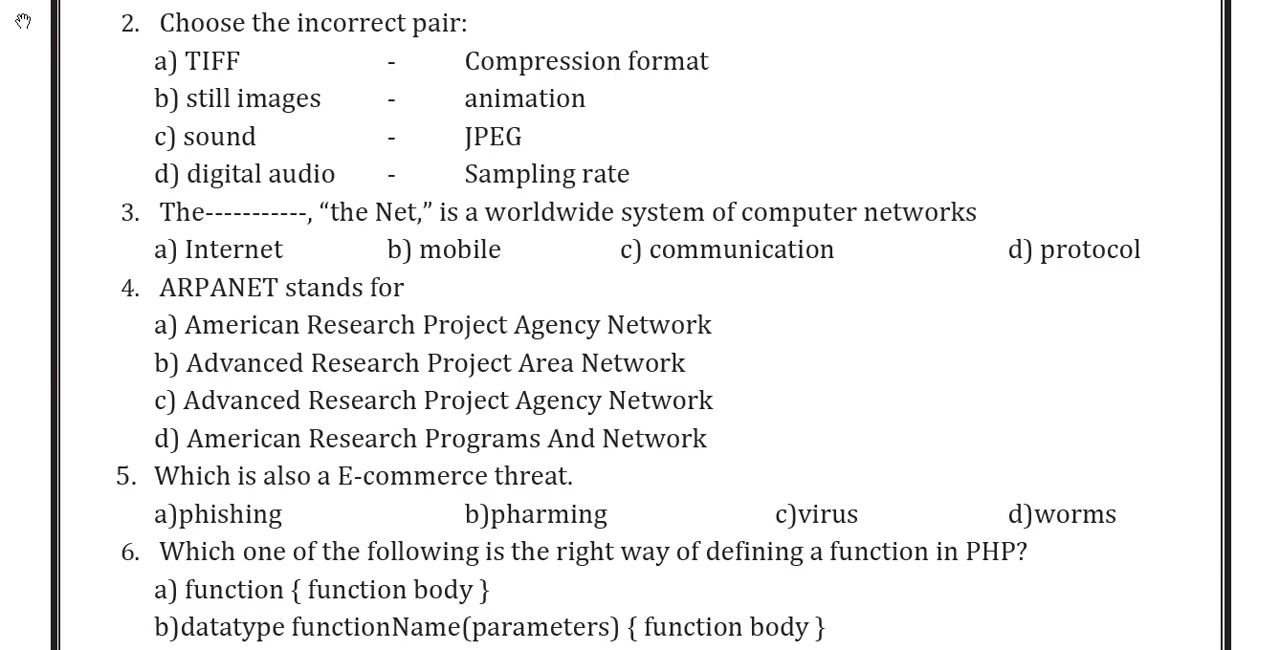 2. Choose the incorrect pair:
a) TIFF - Compression format
b) still images - animation
c) sound - JPEG
d) digital audio - Sampling rate
3. The-----------, “the Net,” is a worldwide system of computer networks
a) Internet b) mobile c) communication d) protocol
4. ARPANET stands for
a) American Research Project Agency Network
b) Advanced Research Project Area Network
c) Advanced Research Project Agency Network
d) American Research Programs And Network
5. Which is also a E-commerce threat.
a)phishing b)pharming c)virus d)worms
6. Which one of the following is the right way of defining a function in PHP?
a) function { function body }
b)datatype functionName(parameters) { function body }